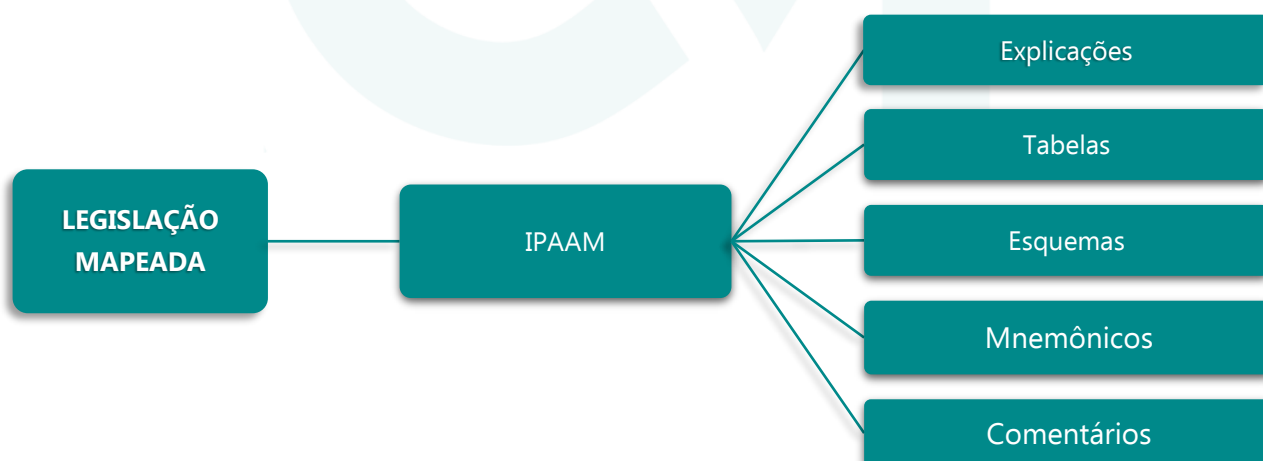 LEGISLAÇÃO
MAPEADA
IPAAM
Explicações
Tabelas
Esquemas
Mnemônicos
Comentários